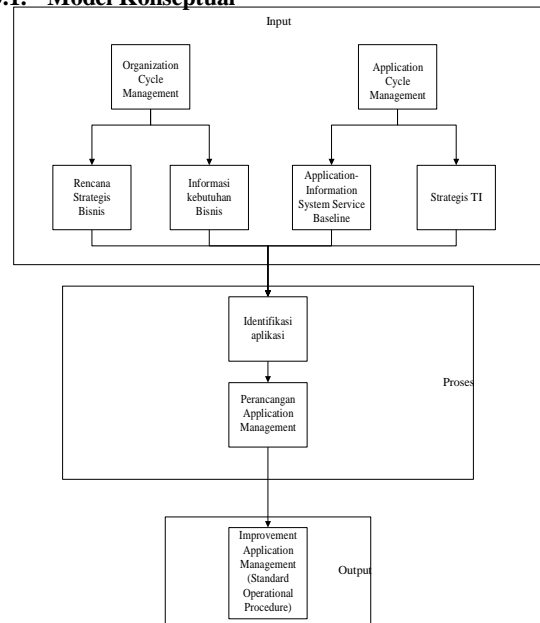 .1. Model Konseptual
Input
Organization
Cycle
Management
Application
Cycle
Management
Rencana
Strategis
Bisnis
Informasi
kebutuhan
Bisnis
Application-
Information
System Service
Baseline
Strategis TI
Identifikasi
aplikasi
Proses
Perancangan
Application
Management
Improvement
Application
Management
(Standard
Operational
Procedure)
Output